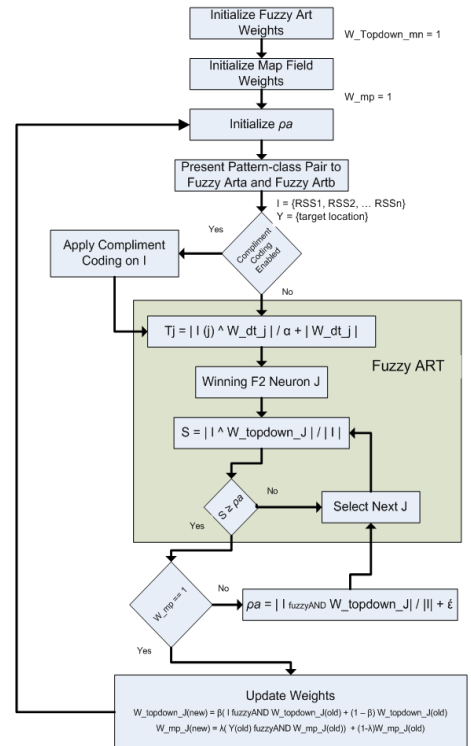 Initialize Fuzzy Art
Weights
W_Topdown_mn = 1
Initialize Map Field
Weights
W_mp = 1
Initialize ρa
Present Pattern-class Pair to
Fuzzy Arta and Fuzzy Artb
I = {RSS1, RSS2, ... RSSn}
Y = {target location}
Yes
Compliment
Coding
Enabled
Apply Compliment
Coding on I
No
Tj = | I (j) ^ W_dt_j | / α + | W_dt_j |
Fuzzy ART
Winning F2 Neuron J
S = | I ^ W_topdown_J | / | I |
S ≥ ρa
No
Select Next J
Yes
W_mp == 1
No
ρa = | I fuzzyAND W_topdown_J| / |I| + έ
Yes
Update Weights
W_topdown_J(new) = β( I fuzzyAND W_topdown_J(old) + (1 – β) W_topdown_J(old)
W_mp_J(new) = λ( Y(old) fuzzyAND W_mp_J(old)) + (1-λ)W_mp_J(old)